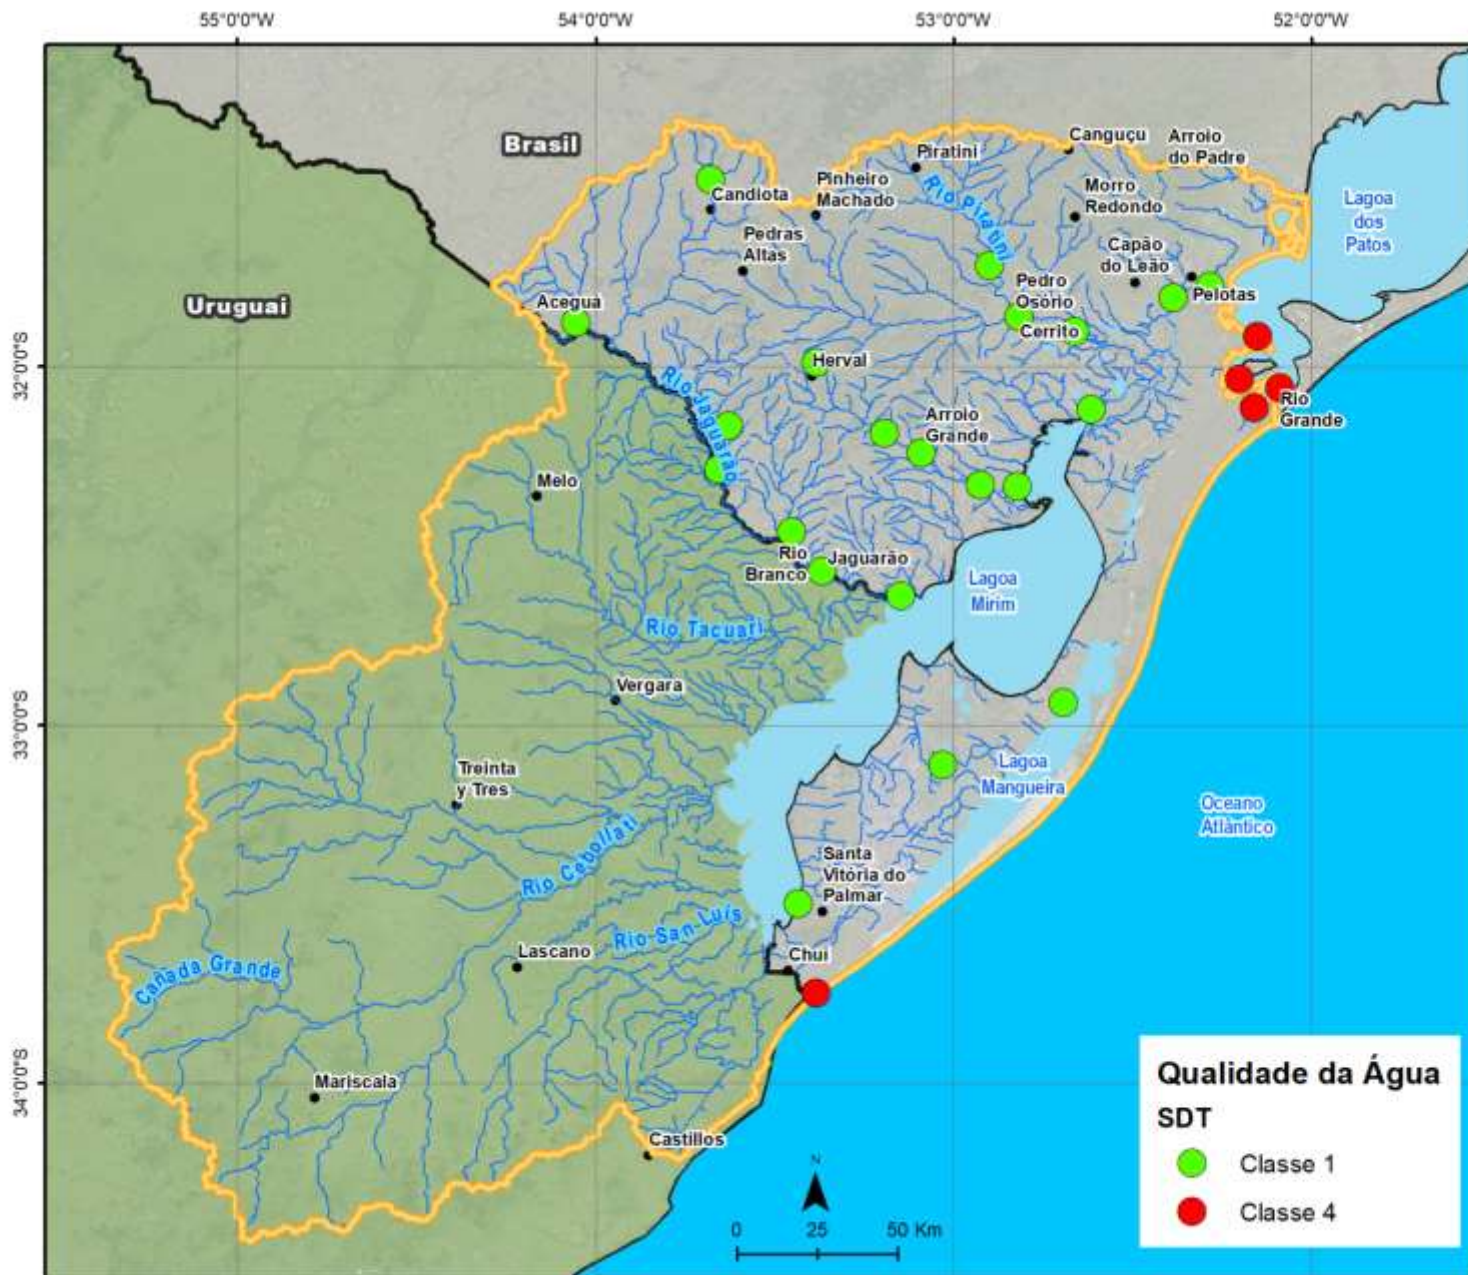 55°0'0"W
54°0'0"W
53°0'0"W
52°0'0"W
32°0'0"S
33°0'0"S
34°0'0"S
Brasil
Uruguai
Canguçu
Piratini
Arroio
do Padre
Rio Piratini
Candiota
Pinheiro
Machado
Morro
Redondo
Lagoa
dos
Patos
Pedras
Altas
Capão
do Leão
Pedro
Osório
Pelotas
Aceguá
Cerrito
Herval
Rio Jaguarão
Arroio
Grande
Rio
Grande
Melo
Rio
Branco
Jaguarão
Lagoa
Mirim
Rio Tacuari
Vergara
Treinta
y Tres
Lagoa
Mangueira
Oceano
Atlântico
Rio Cebollati
Santa
Vitória do
Palmar
Rio San Luís
Lascano
Chui
Cañada Grande
Mariscala
Castillos
N
0 25 50 Km
Qualidade da Água
SDT
Classe 1
Classe 4